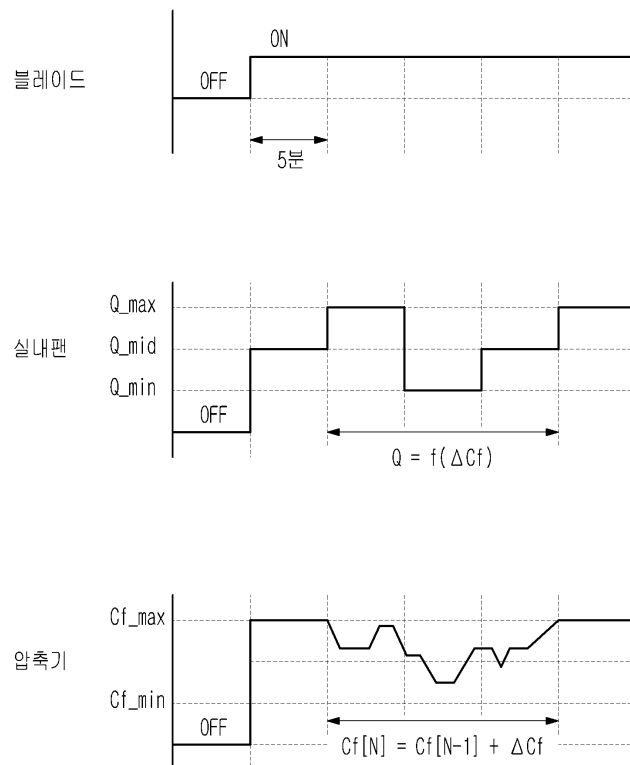 ON
블레이드
OFF
5분
Q_max
실내팬
Q_mid
Q_min
OFF
Q = f(ΔCf)
Cf_max
압축기
Cf_min
OFF
Cf[N] = Cf[N-1] + ΔCf